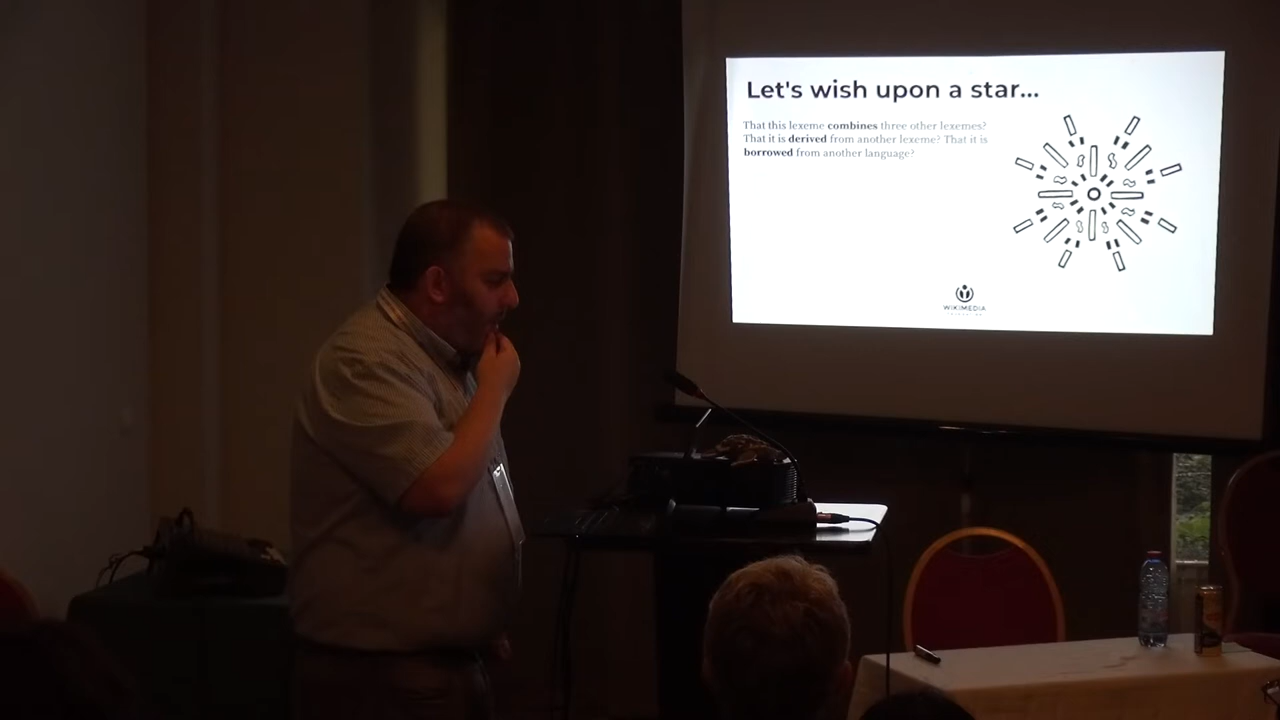 Let's wish upon a star...
That this lexeme combines three other lexemes?
That it is derived from another lexeme? That it is
borrowed from another language?
WIKIMEDIA